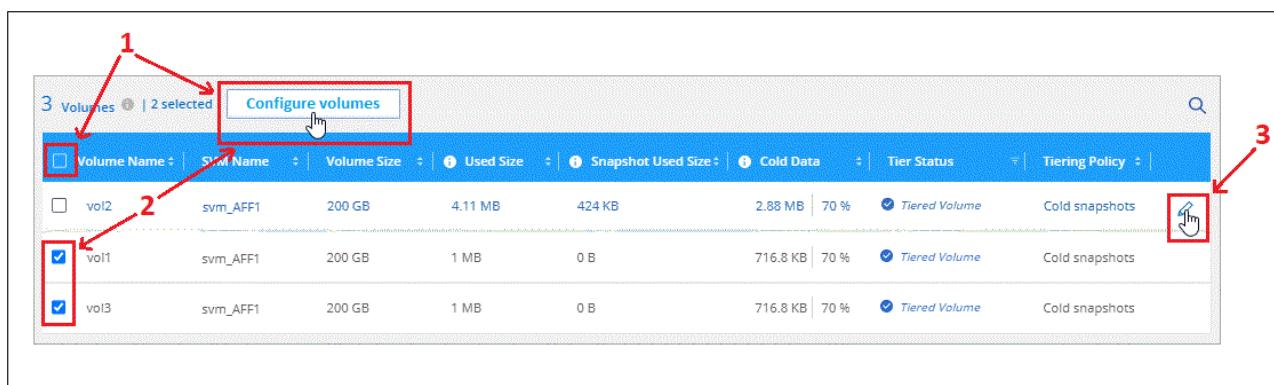 1
3 Volumes | 2 selected Configure volumes
3
Volume Name SVM Name Volume Size Used Size Snapshot Used Size Cold Data Tier Status Tiering Policy
vol2 svm_AFF1 200 GB 4.11 MB 424 KB 2.88 MB 70 % Tiered Volume Cold snapshots
2
vol1 svm_AFF1 200 GB 1 MB 0 B 716.8 KB 70 % Tiered Volume Cold snapshots
vol3 svm_AFF1 200 GB 1 MB 0 B 716.8 KB 70 % Tiered Volume Cold snapshots